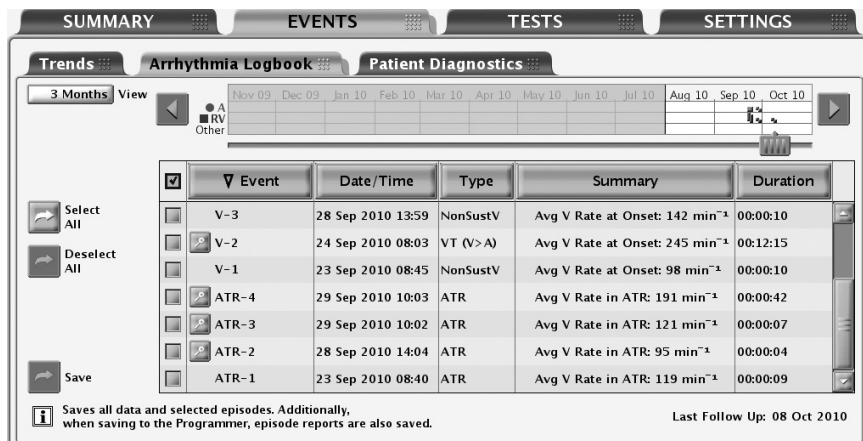 SUMMARY EVENTS TESTS SETTINGS
Trends Arrhythmia Logbook Patient Diagnostics
3 Months View
Nov 09 Dec 09 Jan 10 Feb 10 Mar 10 Apr 10 May 10 Jun 10 Jul 10 Aug 10 Sep 10 Oct 10
A
RV
Other
Event Date/Time Type Summary Duration
Select All
Deselect All
V-3 28 Sep 2010 13:59 NonSustV Avg V Rate at Onset: 142 min⁻¹ 00:00:10
V-2 24 Sep 2010 08:03 VT (V>A) Avg V Rate at Onset: 245 min⁻¹ 00:12:15
V-1 23 Sep 2010 08:45 NonSustV Avg V Rate at Onset: 98 min⁻¹ 00:00:10
ATR-4 29 Sep 2010 10:03 ATR Avg V Rate in ATR: 191 min⁻¹ 00:00:42
ATR-3 29 Sep 2010 10:02 ATR Avg V Rate in ATR: 121 min⁻¹ 00:00:07
ATR-2 28 Sep 2010 14:04 ATR Avg V Rate in ATR: 95 min⁻¹ 00:00:04
Save
ATR-1 23 Sep 2010 08:40 ATR Avg V Rate in ATR: 119 min⁻¹ 00:00:09
i Saves all data and selected episodes. Additionally,
when saving to the Programmer, episode reports are also saved.
Last Follow Up: 08 Oct 2010